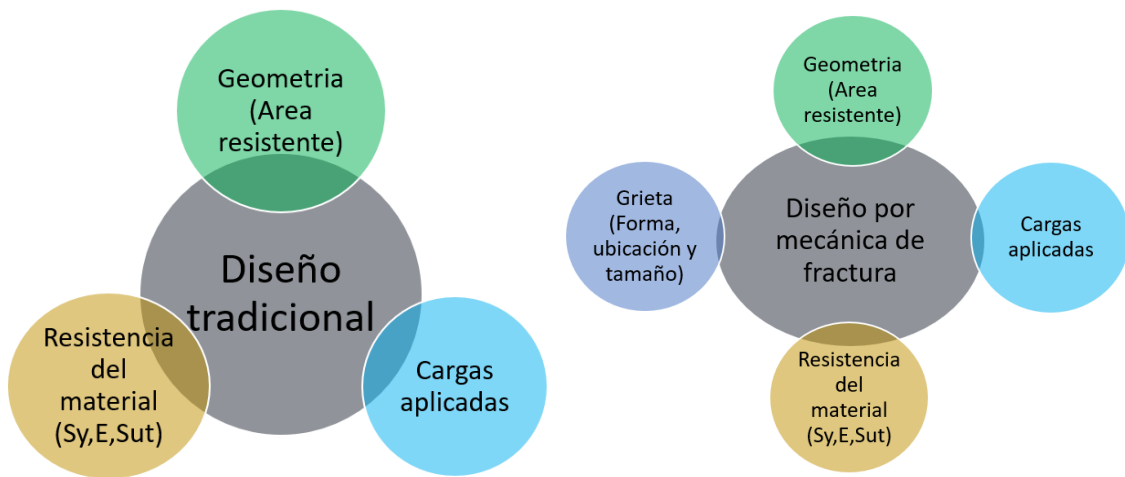 Geometria
(Area
resistente)
Diseño
tradicional
Resistencia
del
material
(Sy,E,Sut)
Cargas
aplicadas
Geometria
(Area
resistente)
Grieta
(Forma,
ubicación y
tamaño)
Diseño por
mecánica de
fractura
Cargas
aplicadas
Resistencia
del
material
(Sy,E,Sut)